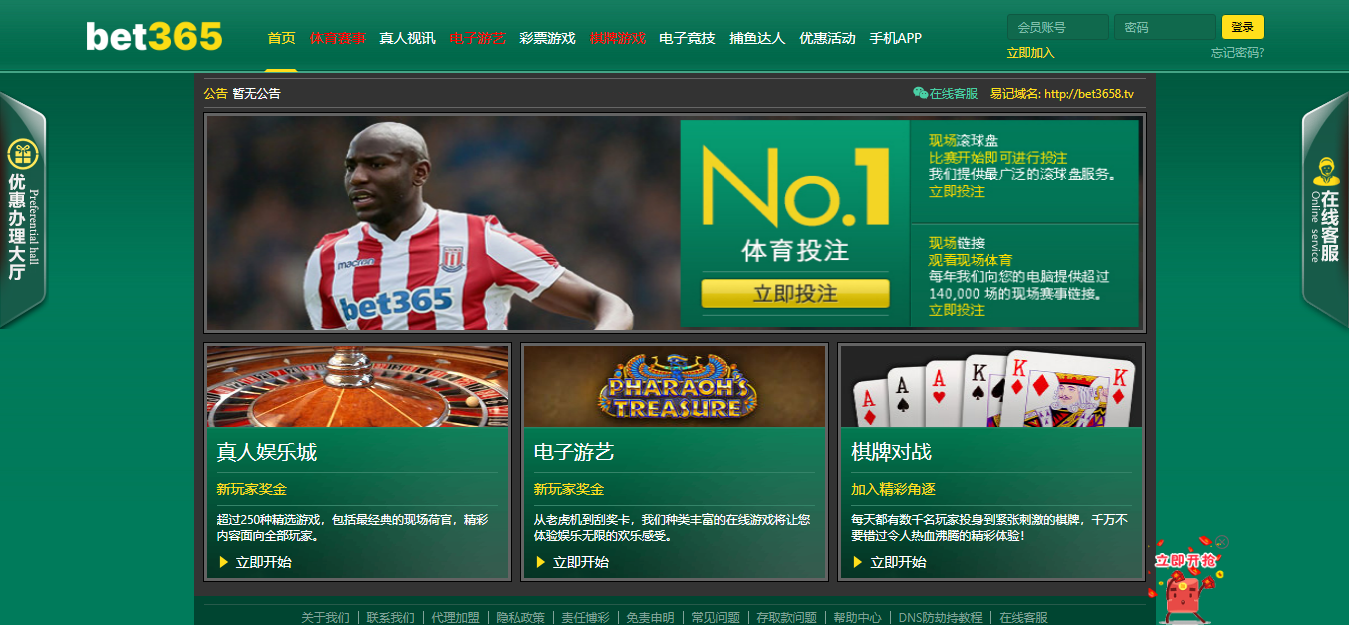 bet365
首页 体育赛事 真人视讯 电子游艺 彩票游戏 棋牌游戏 电子竞技 捕鱼达人 优惠活动 手机APP
会员账号 密码 登录
立即加入 忘记密码?
公告 暂无公告 在线客服 易记域名: http://bet3658.tv
优惠办理大厅
Preferential hall
在线客服
Online service
macron
bet365
No.1
体育投注
立即投注
现场滚球盘
比赛开始即可进行投注
我们提供最广泛的滚球盘服务。
立即投注
现场链接
观看现场体育
每年我们向您的电脑提供超过
140,000 场的现场赛事链接。
立即投注
真人娱乐城
新玩家奖金
超过250种精选游戏，包括最经典的现场荷官，精彩
内容面向全部玩家。
立即开始
PHARAOH'S
TREASURE
电子游艺
新玩家奖金
从老虎机到刮奖卡，我们种类丰富的在线游戏将让您
体验娱乐无限的欢乐感受。
立即开始
A A A K K K
棋牌对战
加入精彩角逐
每天都有数千名玩家投身到紧张刺激的棋牌，千万不
要错过令人热血沸腾的精彩体验！
立即开始
立即开抢
关于我们 | 联系我们 | 代理加盟 | 隐私政策 | 责任博彩 | 免责申明 | 常见问题 | 存取款问题 | 帮助中心 | DNS防劫持教程 | 在线客服